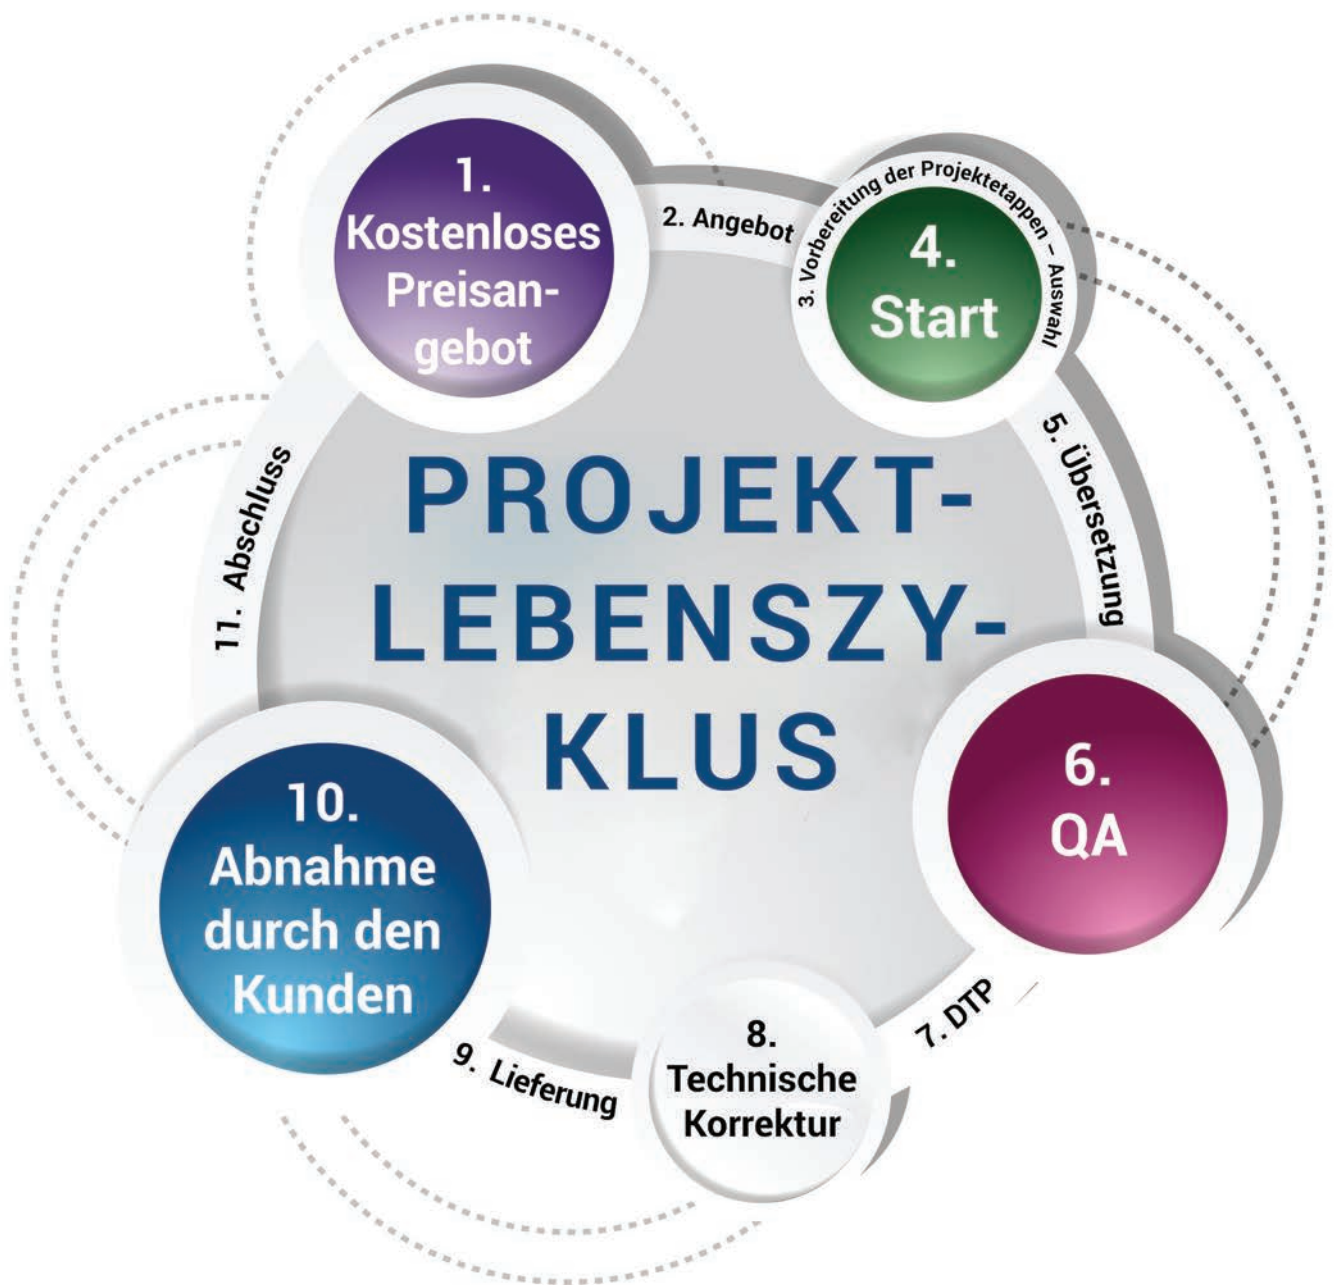 PROJEKT-
LEBENSZY-
KLUS
1.
Kostenloses
Preisan-
gebot
2. Angebot
3. Vorbereitung der Projektetappen – Auswahl
4.
Start
5. Übersetzung
6.
QA
7. DTP
8.
Technische
Korrektur
9. Lieferung
10.
Abnahme
durch den
Kunden
11. Abschluss